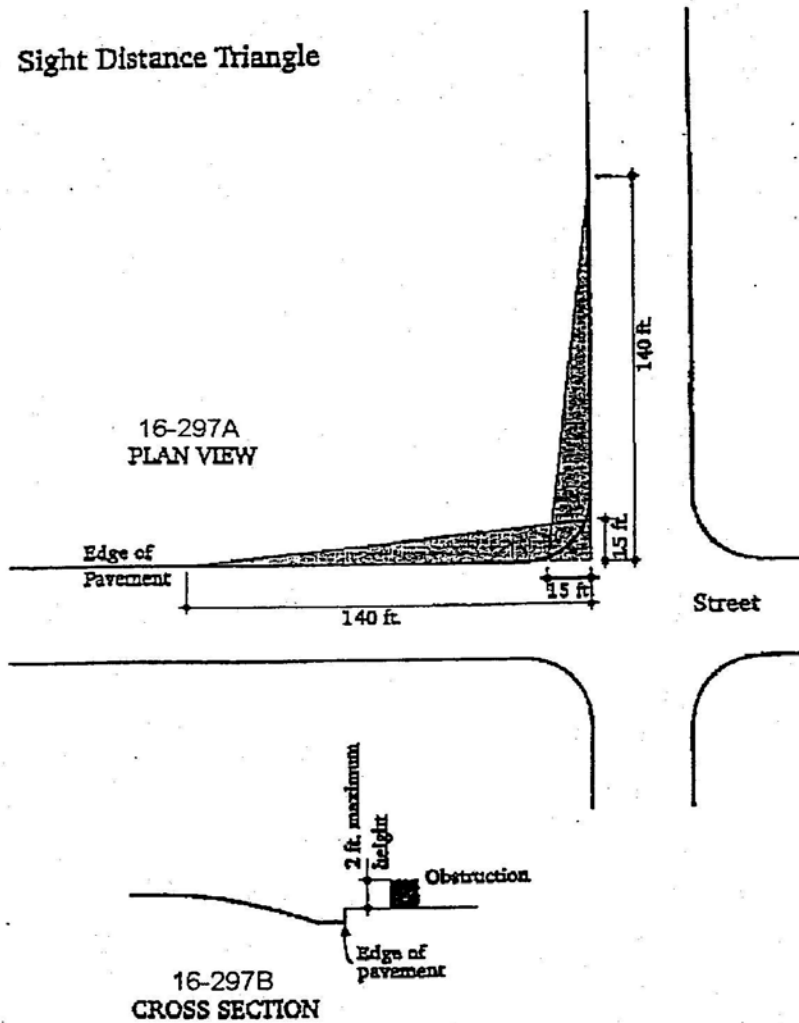 Sight Distance Triangle
140 ft.
16-297A
PLAN VIEW
15 ft.
Edge of
Pavement
15 ft.
140 ft.
Street
2 ft. maximum
height
Obstruction
Edge of
pavement
16-297B
CROSS SECTION